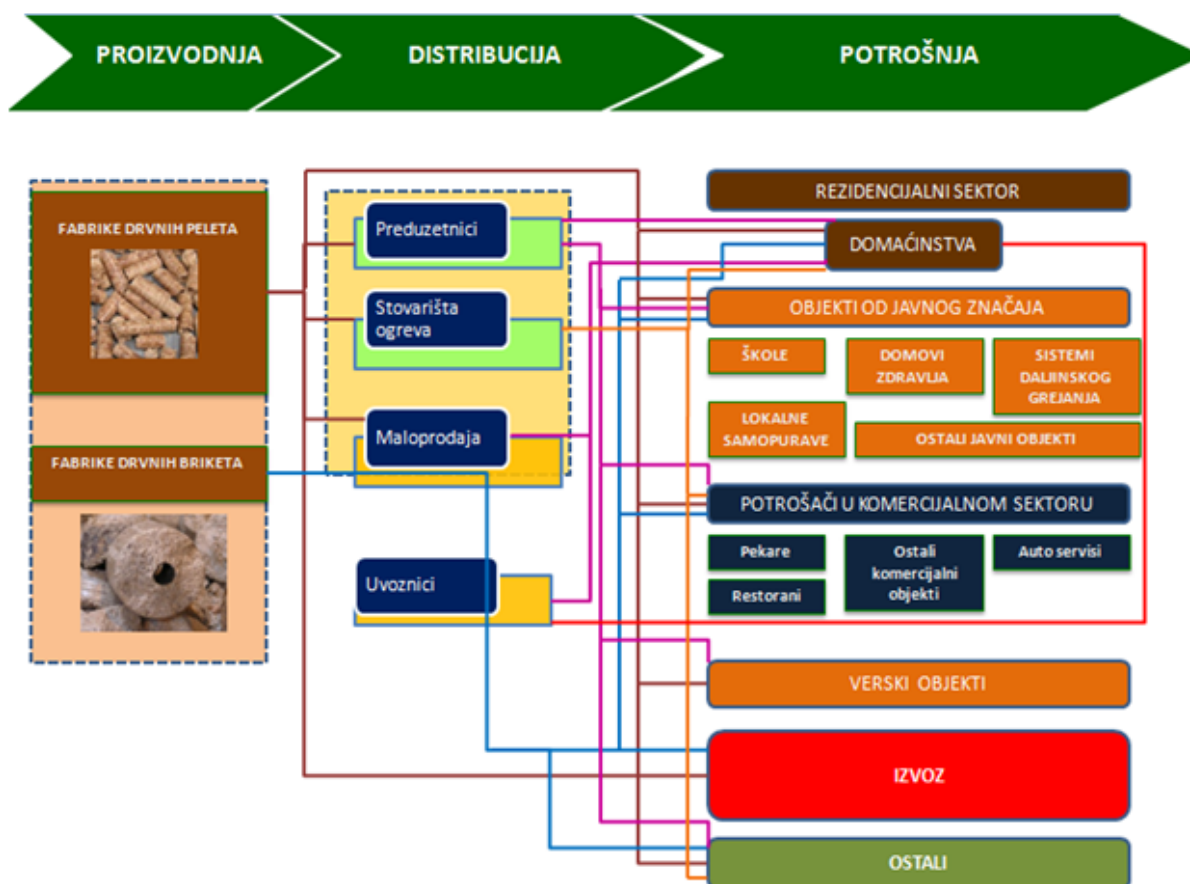 PROIZVODNJA
DISTRIBUCIJA
POTROŠNJA
FABRIKE DRVNIH PELETA
FABRIKE DRVNIH BRIKETA
Preduzetnici
Stovarišta
ogreva
Maloprodaja
Uvoznici
REZIDENCIJALNI SEKTOR
DOMAĆINSTVA
OBJEKTI OD JAVNOG ZNAČAJA
ŠKOLE
DOMOVI
ZDRAVLJA
SISTEMI
DALJINSKOG
GREJANJA
LOKALNE
SAMOPURAVE
OSTALI JAVNI OBJEKTI
POTROŠAČI U KOMERCIJALNOM SEKTORU
Pekare
Ostali
komercijalni
objekti
Auto servisi
Restorani
VERSKI OBJEKTI
IZVOZ
OSTALI